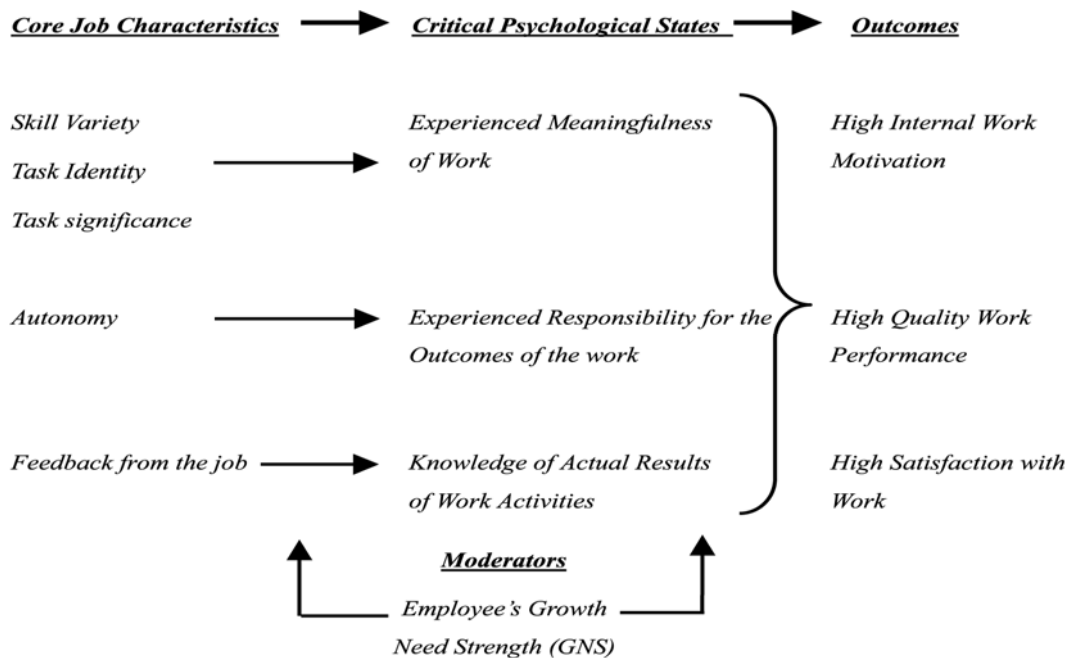 Core Job Characteristics
Critical Psychological States
Outcomes
Skill Variety
Task Identity
Task significance
Experienced Meaningfulness
of Work
High Internal Work
Motivation
Autonomy
Experienced Responsibility for the
Outcomes of the work
High Quality Work
Performance
Feedback from the job
Knowledge of Actual Results
of Work Activities
High Satisfaction with
Work
Moderators
Employee’s Growth
Need Strength (GNS)